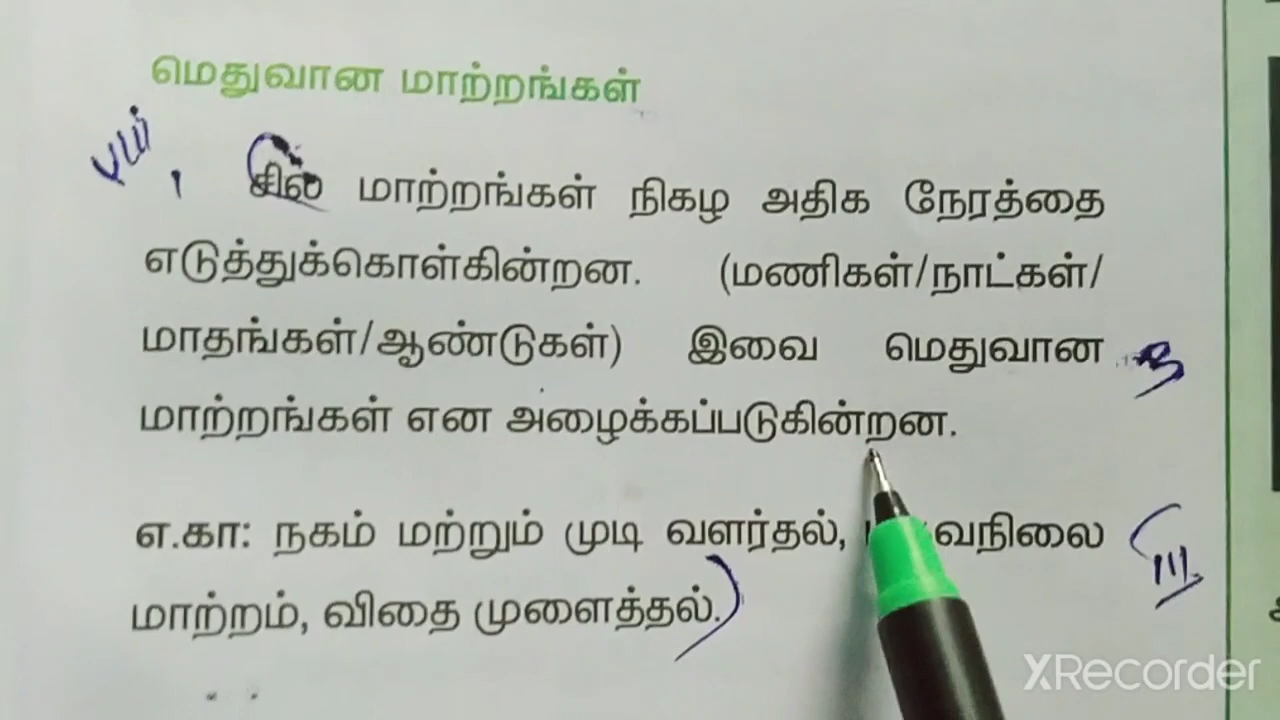 மெதுவான மாற்றங்கள்
சில மாற்றங்கள் நிகழ அதிக நேரத்தை
எடுத்துக்கொள்கின்றன. (மணிகள்/நாட்கள்/
மாதங்கள்/ஆண்டுகள்) இவை மெதுவான
மாற்றங்கள் என அழைக்கப்படுகின்றன.
எ.கா: நகம் மற்றும் முடி வளர்தல்,
மாற்றம், விதை முளைத்தல்.
III.
XRecorder